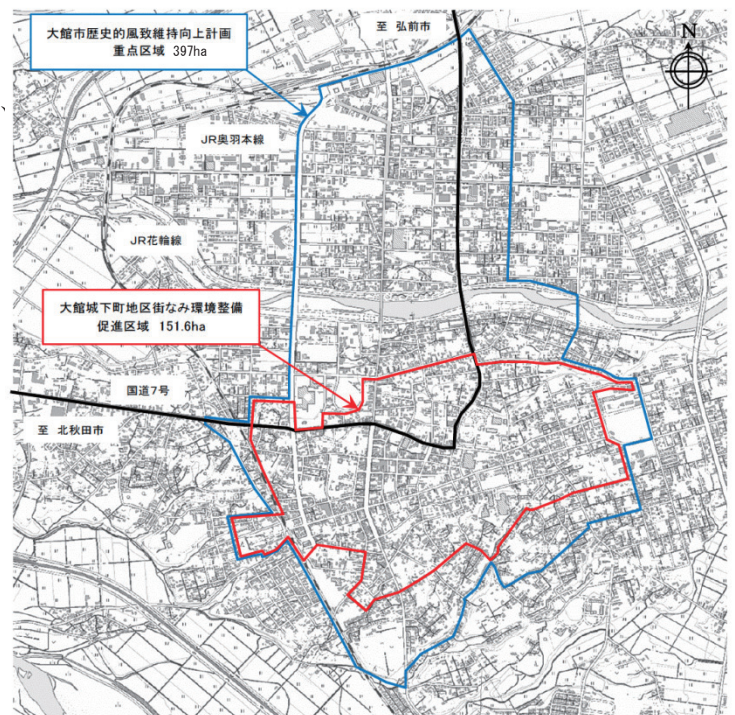 大館市歴史的風致維持向上計画
重点区域 397ha
至 弘前市
N
、
JR奥羽本線
JR花輪線
大館城下町地区街なみ環境整備
促進区域 151.6ha
国道7号
至 北秋田市